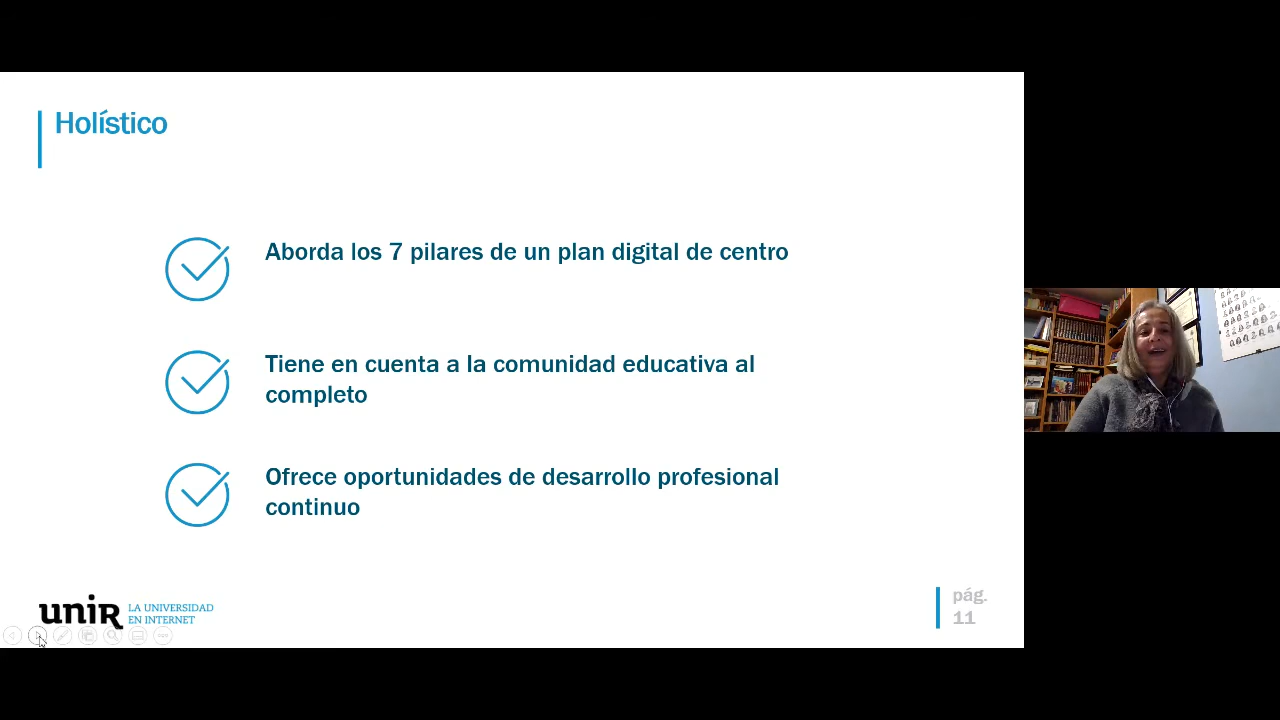 Holístico
Aborda los 7 pilares de un plan digital de centro
Tiene en cuenta a la comunidad educativa al
completo
Ofrece oportunidades de desarrollo profesional
continuo
unir
LA UNIVERSIDAD
EN INTERNET
pág.
11